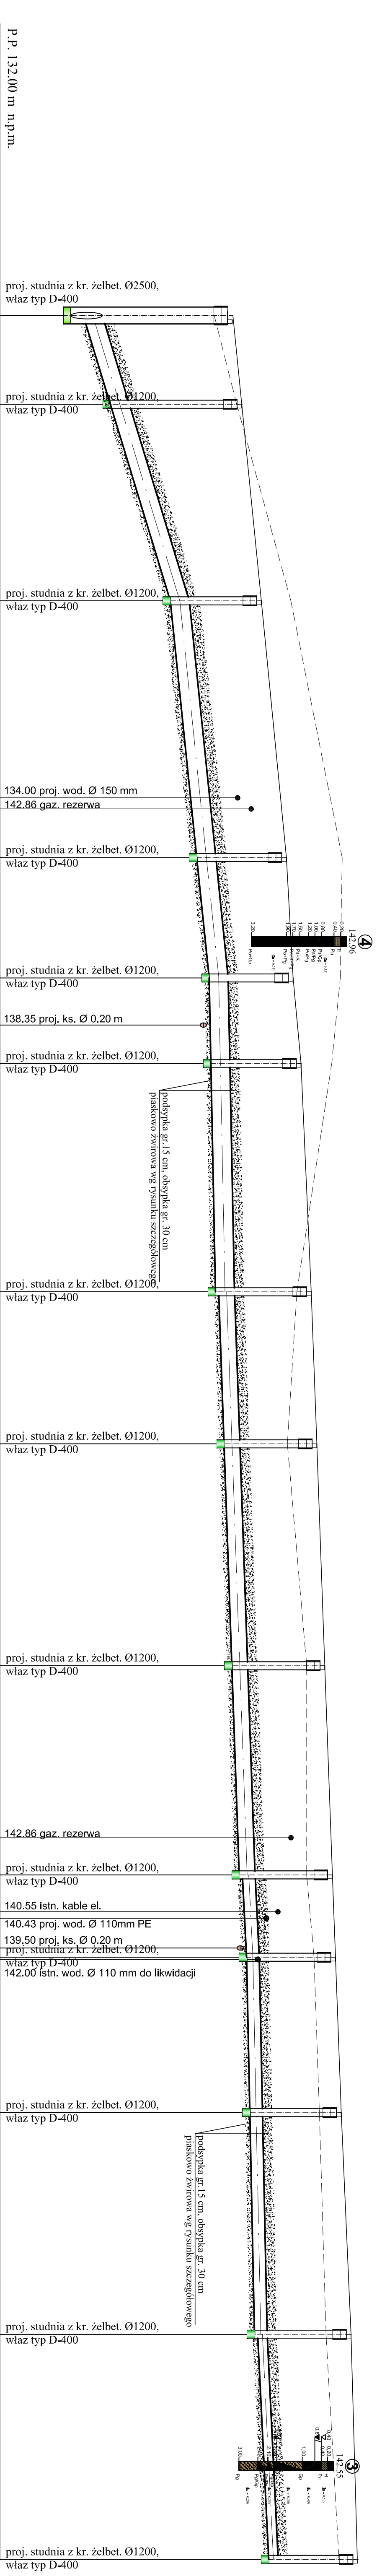 P.P. 132.00 m n.p.m.
proj. studnia z kr. żelbet. Ø2500,
właz typ D-400
proj. studnia z kr. żelbet. Ø1200,
właz typ D-400
proj. studnia z kr. żelbet. Ø1200,
właz typ D-400
134.00 proj. wod. Ø 150 mm
142.86 gaz. rezerwa
proj. studnia z kr. żelbet. Ø1200,
właz typ D-400
4
142.96
proj. studnia z kr. żelbet. Ø1200,
właz typ D-400
138.35 proj. ks. Ø 0.20 m
proj. studnia z kr. żelbet. Ø1200,
właz typ D-400
podsypka gr.15 cm, obsypka gr. 30 cm
piaskowo żwirowa wg rysunku szczegółowego
proj. studnia z kr. żelbet. Ø1200,
właz typ D-400
proj. studnia z kr. żelbet. Ø1200,
właz typ D-400
proj. studnia z kr. żelbet. Ø1200,
właz typ D-400
142.86 gaz. rezerwa
proj. studnia z kr. żelbet. Ø1200,
właz typ D-400
140.55 istn. kable el.
140.43 proj. wod. Ø 110mm PE
139,50 proj. ks. Ø 0.20 m
proj. studnia z kr. żelbet. Ø1200,
właz typ D-400
142.00 istn. wod. Ø 110 mm do likwidacji
proj. studnia z kr. żelbet. Ø1200,
właz typ D-400
podsypka gr.15 cm, obsypka gr. 30 cm
piaskowo żwirowa wg rysunku szczegółowego
proj. studnia z kr. żelbet. Ø1200,
właz typ D-400
3
142.55
proj. studnia z kr. żelbet. Ø1200,
właz typ D-400